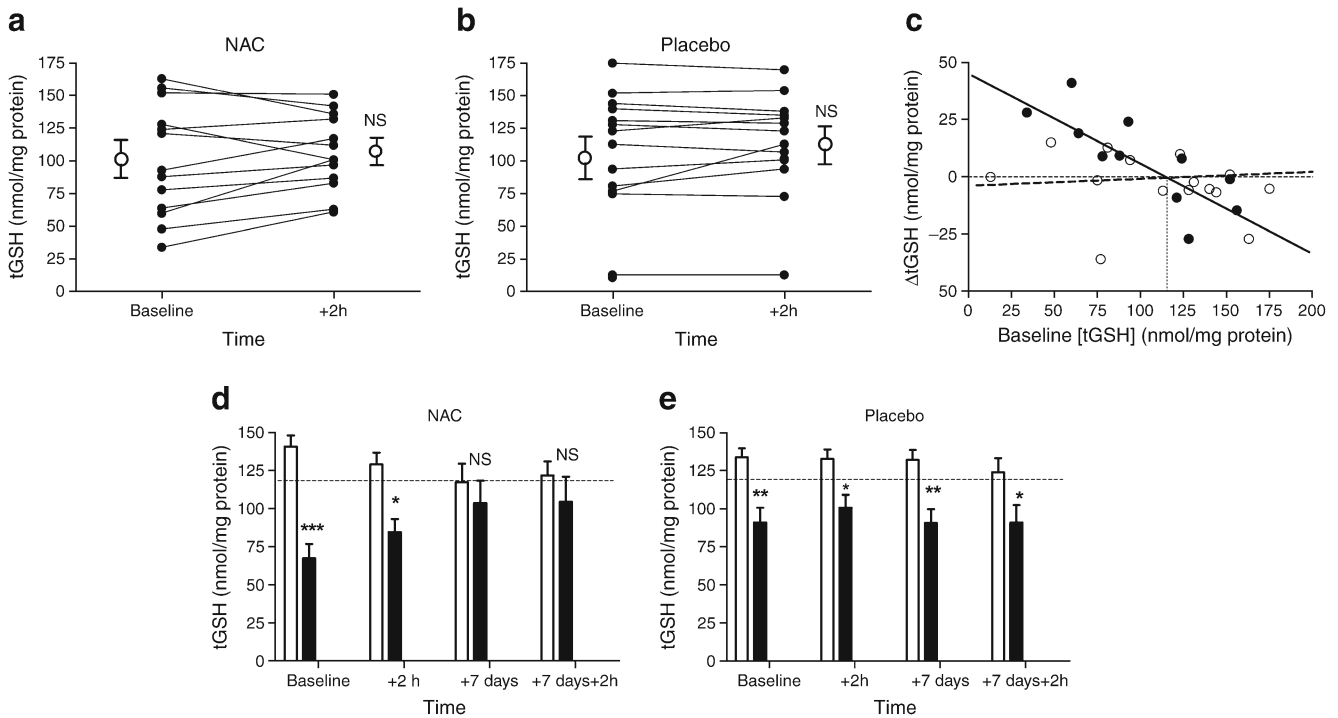 a
NAC
tGSH (nmol/mg protein)
175
150
125
100
75
50
25
0
NS
Baseline
+2h
Time
b
Placebo
tGSH (nmol/mg protein)
175
150
125
100
75
50
25
0
NS
Baseline
+2h
Time
c
ΔtGSH (nmol/mg protein)
50
25
0
−25
50
0
25
50
75
100
125
150
175
200
Baseline [tGSH] (nmol/mg protein)
d
NAC
tGSH (nmol/mg protein)
150
125
100
75
50
25
0
***
*
NS
NS
Baseline
+2 h
+7 days
+7 days+2h
Time
e
Placebo
tGSH (nmol/mg protein)
150
125
100
75
50
25
0
**
*
**
*
Baseline
+2h
+7 days
+7 days+2h
Time